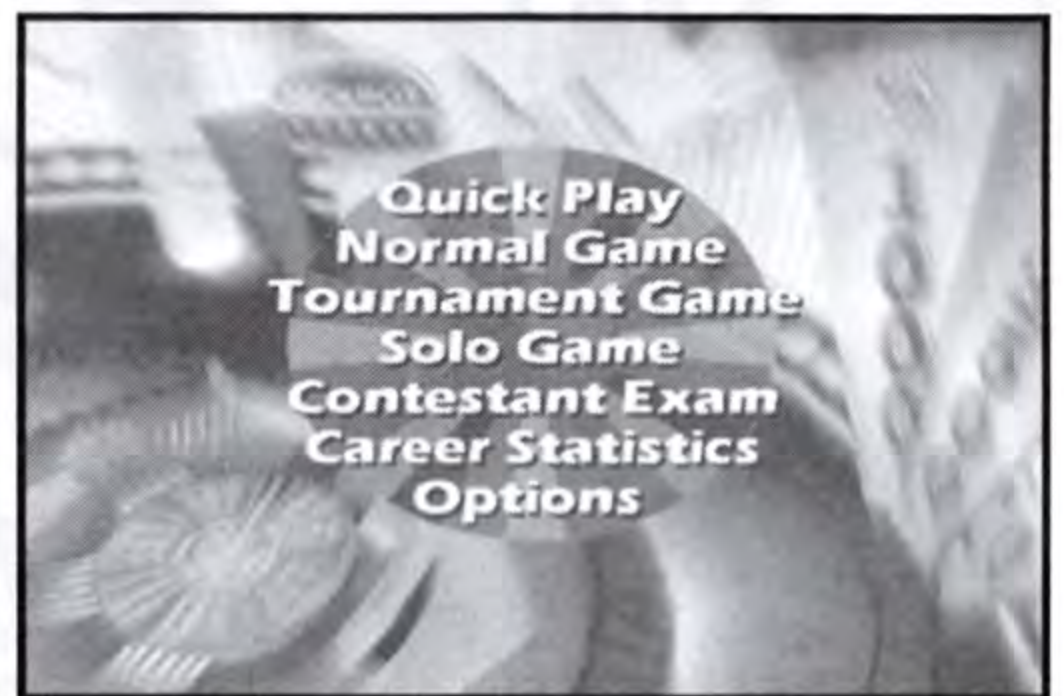 Quick Play
Normal Game
Tournament Game
Solo Game
Contestant Exam
Career Statistics
Options